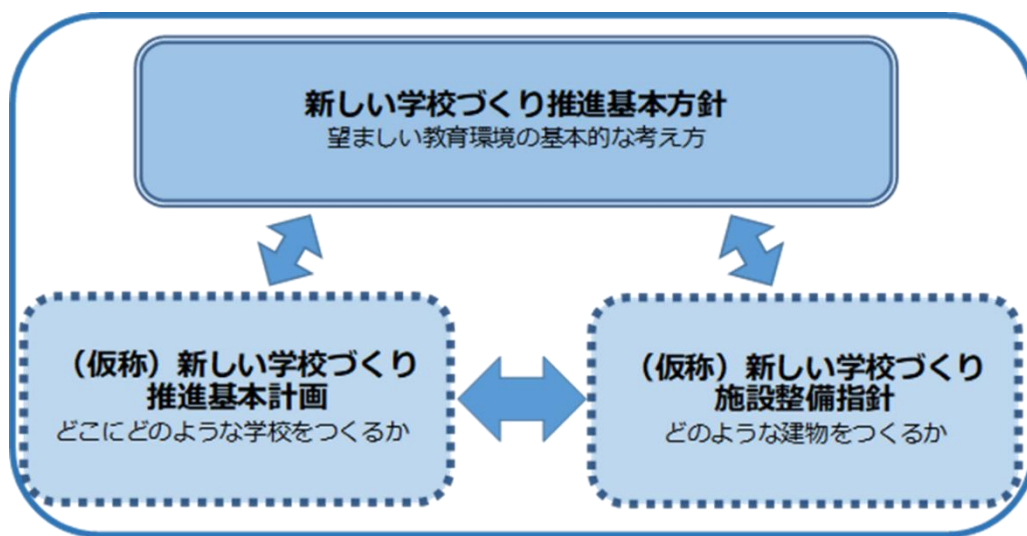 新しい学校づくり推進基本方針
望ましい教育環境の基本的な考え方
（仮称）新しい学校づくり
推進基本計画
どこにどのような学校をつくるか
（仮称）新しい学校づくり
施設整備指針
どのような建物をつくるか